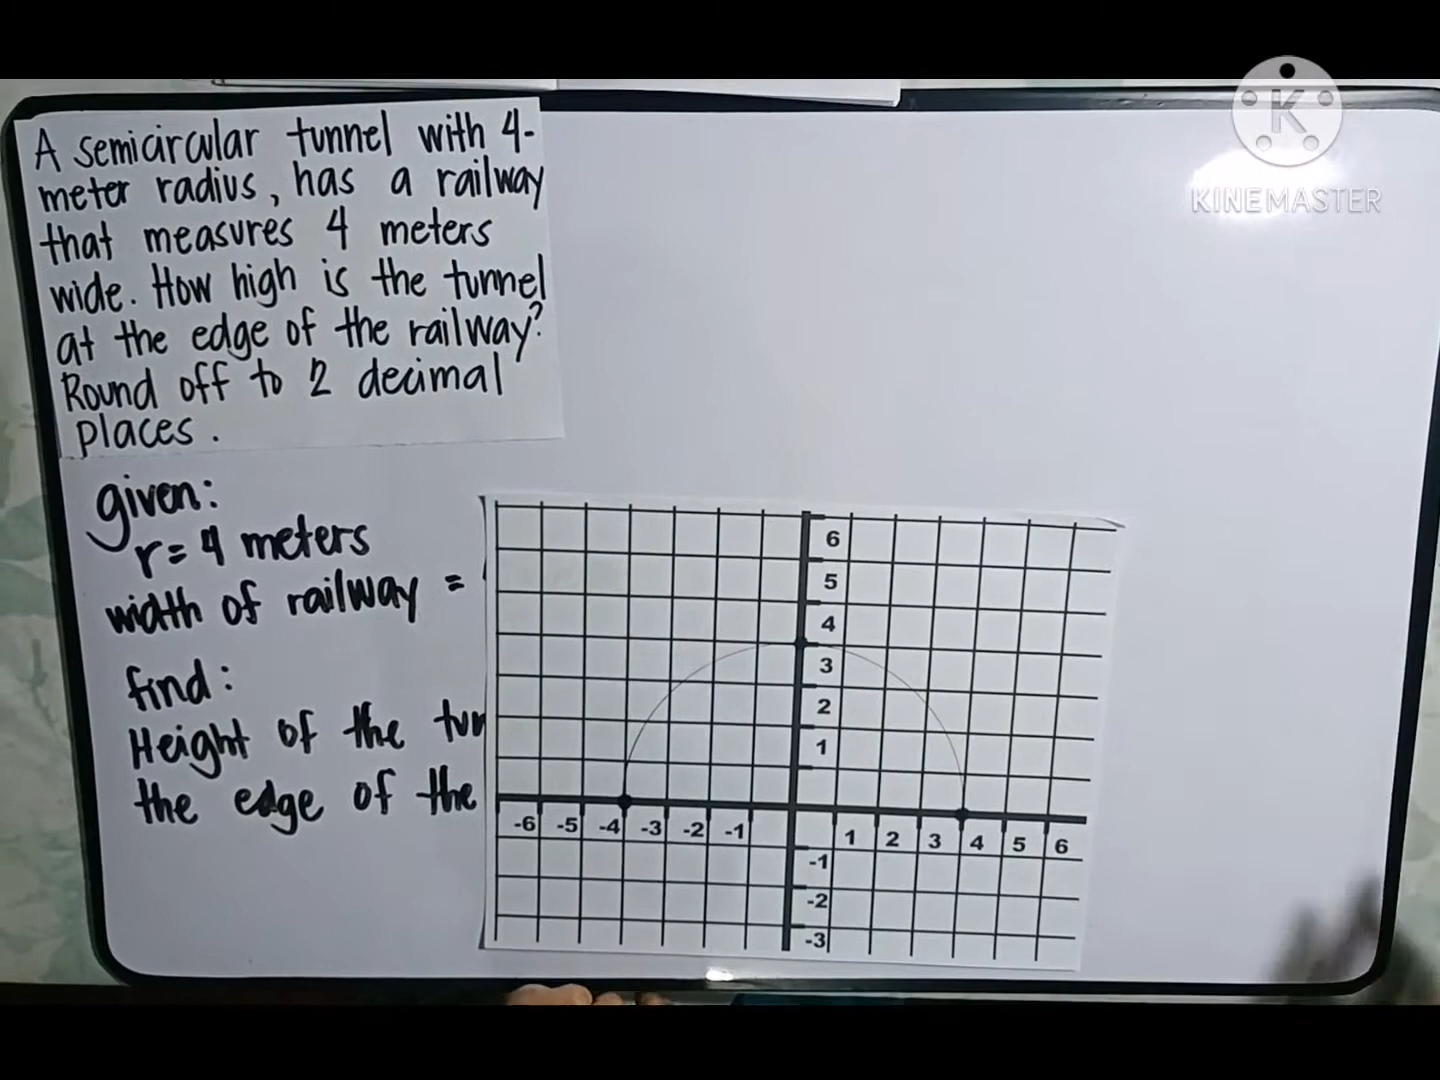 A semicircular tunnel with 4-
meter radius, has a railway
that measures 4 meters
wide. How high is the tunnel
at the edge of the railway?
Round off to 2 decimal
places.
given:
r = 4 meters
width of railway =
find:
Height of the tun
the edge of the
6
5
4
3
2
1
-6 -5 -4 -3 -2 -1 1 2 3 4 5 6
-1
-2
-3
K
KINEMASTER